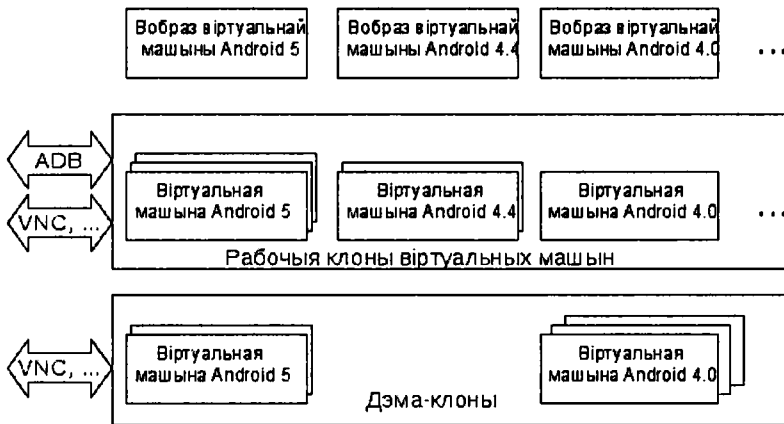 Вобраз віртуальнай
машыны Android 5
Вобраз віртуальнай
машыны Android 4.4
Вобраз віртуальнай
машыны Android 4.0
...
ADB
VNC, ...
Віртуальная
машына Android 5
Віртуальная
машына Android 4.4
Віртуальная
машына Android 4.0
...
Рабочыя клоны віртуальных машын
VNC, ...
Віртуальная
машына Android 5
Віртуальная
машына Android 4.0
Дэма-клоны